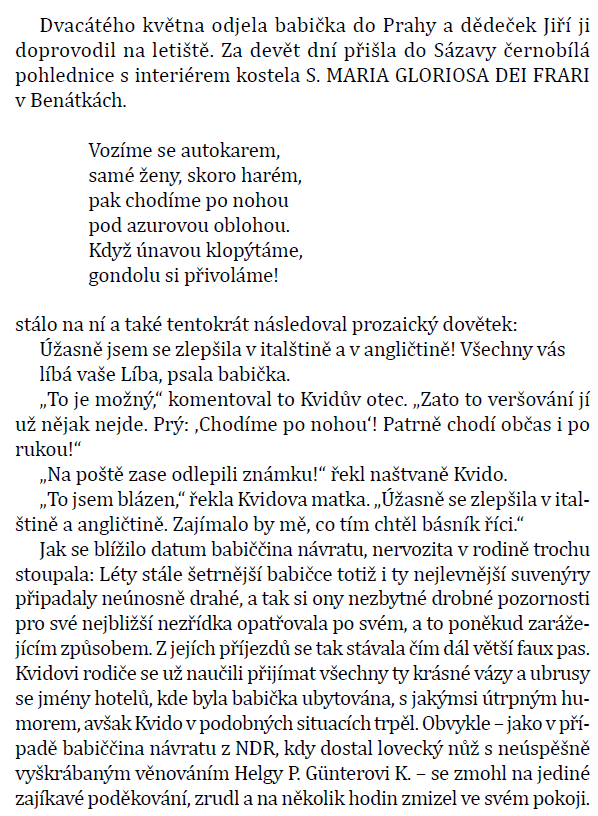 Dvacátého května odjela babička do Prahy a dědeček Jiří ji
doprovodil na letiště. Za devět dní přišla do Sázavy černobílá
pohlednice s interiérem kostela S. MARIA GLORIOSA DEI FRARI
v Benátkách.
Vozíme se autokarem,
samé ženy, skoro harém,
pak chodíme po nohou
pod azurovou oblohou.
Když únavou klopýtáme,
gondolu si přivoláme!
stálo na ní a také tentokrát následoval prozaický dovětek:
Úžasně jsem se zlepšila v italštině a v angličtině! Všechny vás
líbá vaše Líba, psala babička.
„To je možný,“ komentoval to Kvidův otec. „Zato to veršování jí
už nějak nejde. Prý: ‚Chodíme po nohou‘! Patrně chodí občas i po
rukou!“
„Na poště zase odlepili známku!“ řekl naštvaně Kvido.
„To jsem blázen,“ řekla Kvidova matka. „Úžasně se zlepšila v ital-
štině a angličtině. Zajímalo by mě, co tím chtěl básník říci.“
Jak se blížilo datum babiččina návratu, nervozita v rodině trochu
stoupala: Léty stále šetrnější babičce totiž i ty nejlevnější suvenýry
připadaly neúnosně drahé, a tak si ony nezbytné drobné pozornosti
pro své nejbližší nezřídka opatřovala po svém, a to poněkud zaráže-
jícím způsobem. Z jejích příjezdů se tak stávala čím dál větší faux pas.
Kvidovi rodiče se už naučili přijímat všechny ty krásné vázy a ubrusy
se jmény hotelů, kde byla babička ubytována, s jakýmsi útrpným hu-
morem, avšak Kvido v podobných situacích trpěl. Obvykle – jako v pří-
padě babiččina návratu z NDR, kdy dostal lovecký nůž s neúspěšně
vyškrábaným věnováním Helgy P. Günterovi K. – se zmohl na jediné
zajíkavé poděkování, zrudl a na několik hodin zmizel ve svém pokoji.